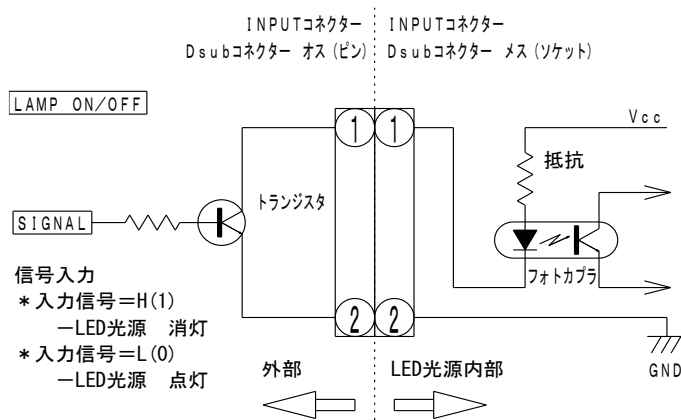 INPUTコネクター
Dsubコネクター オス(ピン)
INPUTコネクター
Dsubコネクター メス(ソケット)
LAMP ON/OFF
Vcc
1
1
抵抗
トランジスタ
SIGNAL
フォトカプラ
信号入力
*入力信号=H(1)
−LED光源 消灯
*入力信号=L(0)
−LED光源 点灯
2
2
外部
LED光源内部
GND